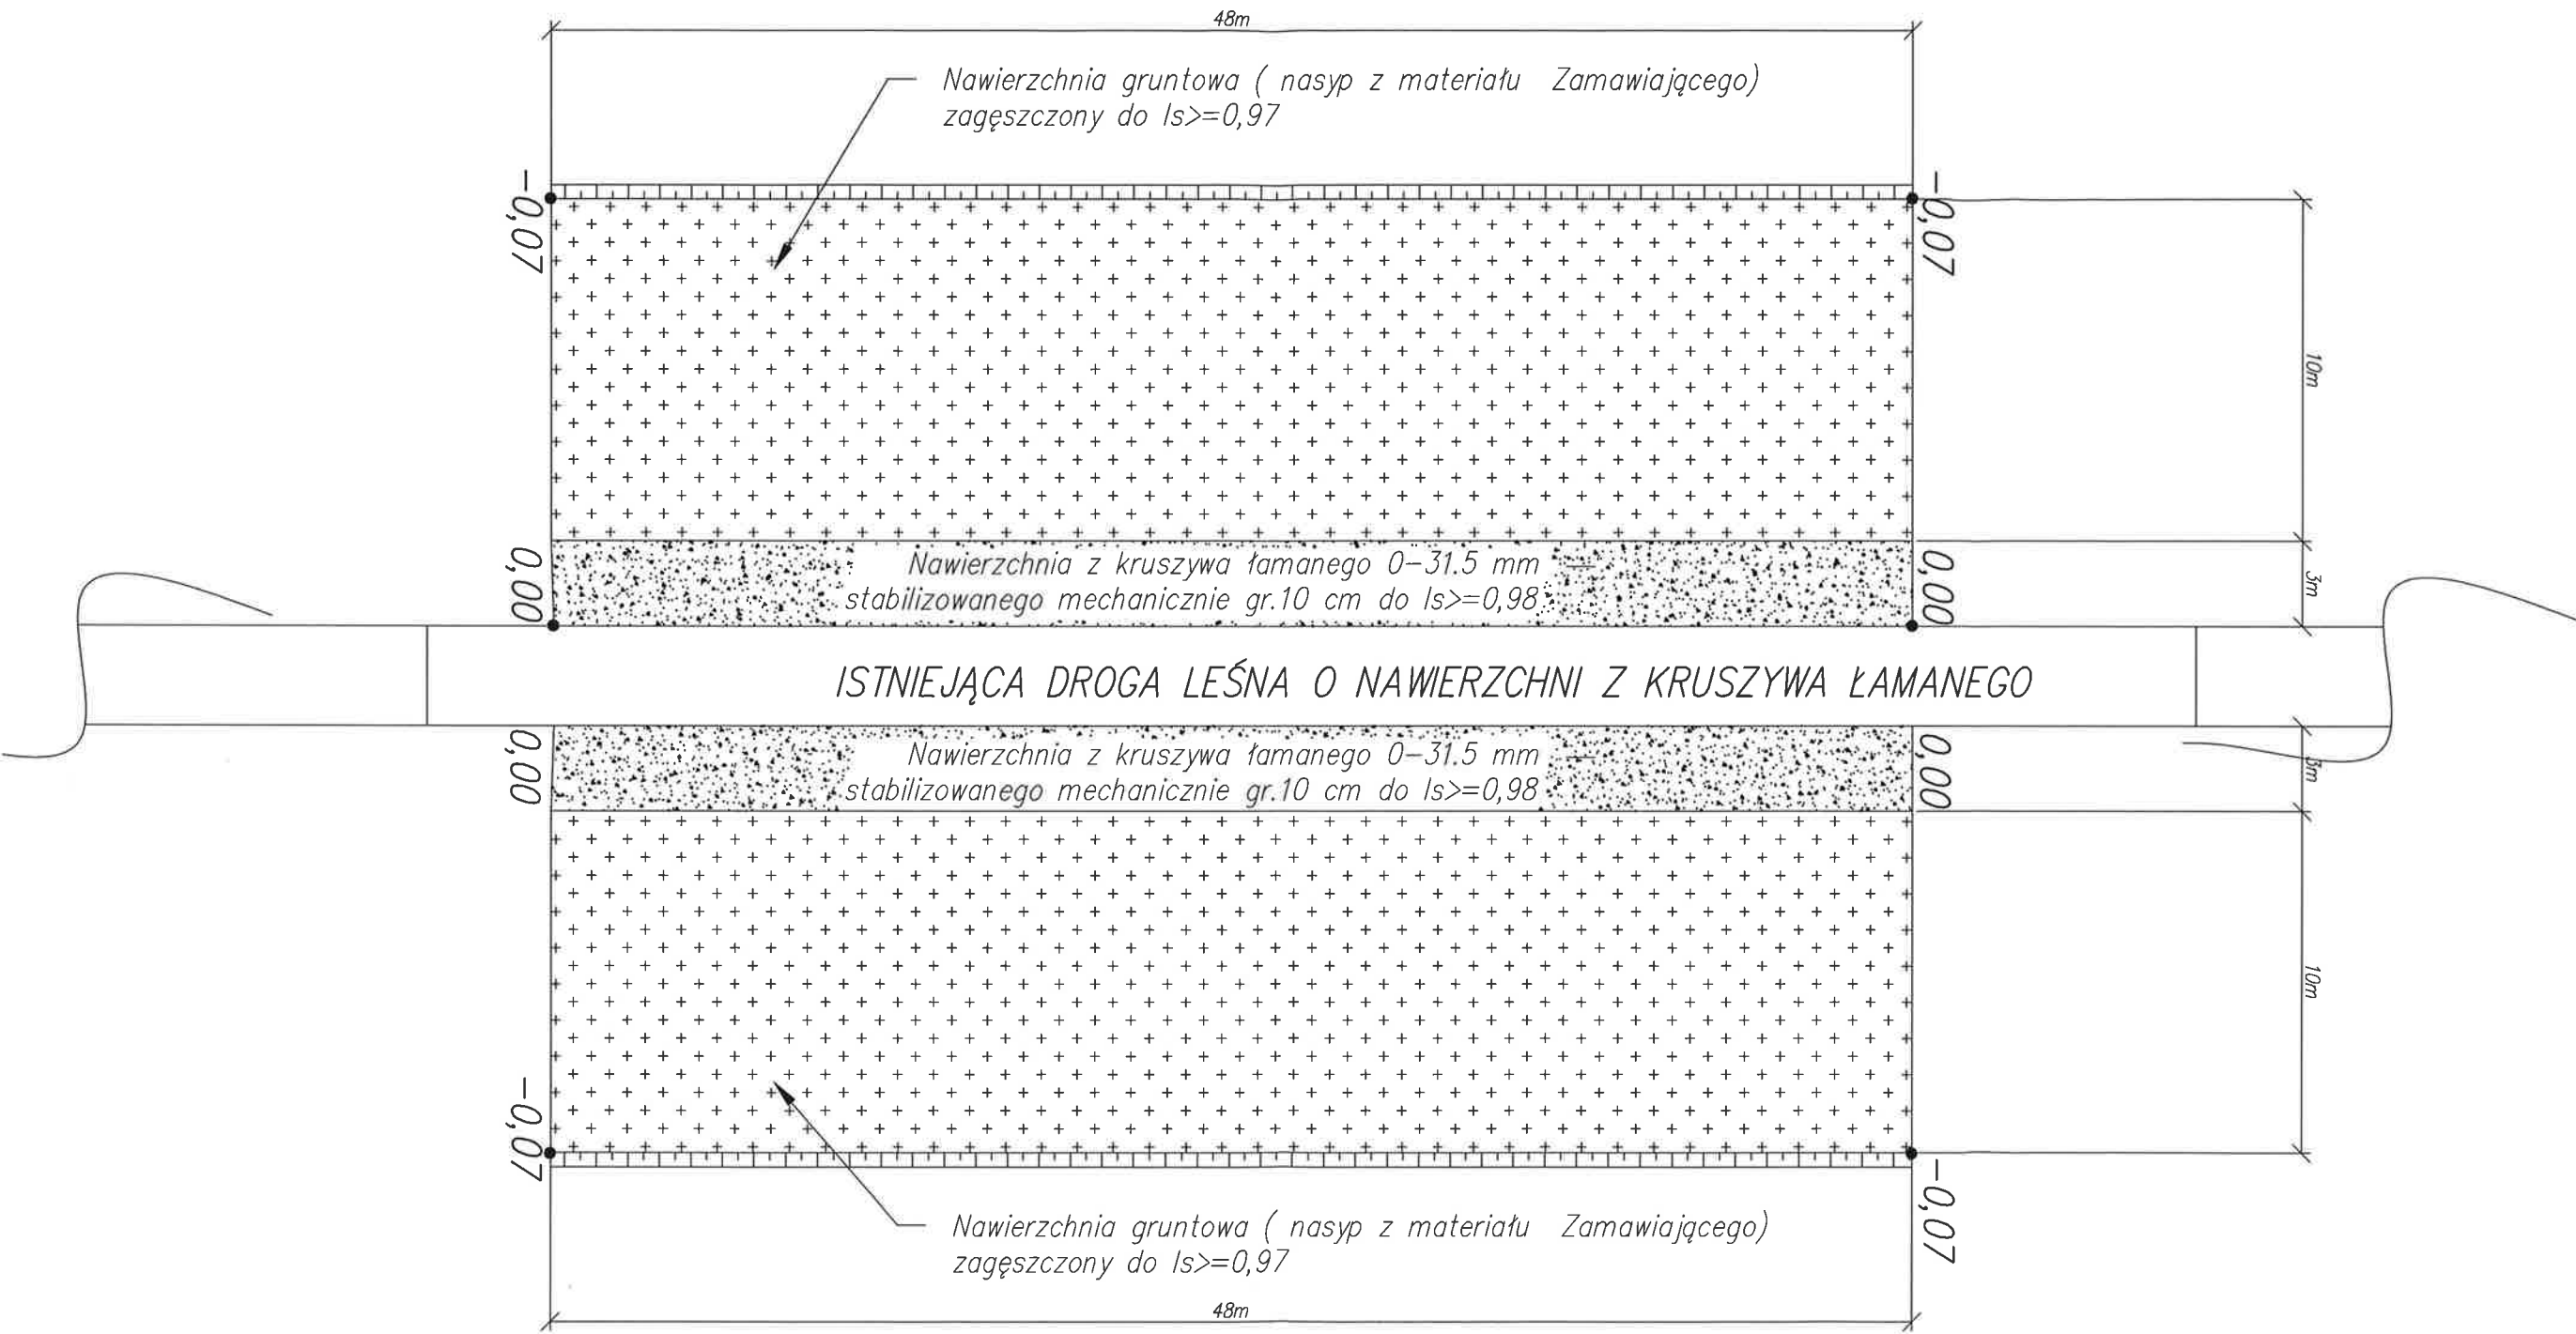 48m
Nawierzchnia gruntowa ( nasyp z materiału Zamawiającego)
zagęszczony do Is>=0,97
-0,07
-0,07
10m
0,00
Nawierzchnia z kruszywa łamanego 0-31.5 mm
stabilizowanego mechanicznie gr.10 cm do Is>=0,98
0,00
3m
ISTNIEJĄCA DROGA LEŚNA O NAWIERZCHNI Z KRUSZYWA ŁAMANEGO
0,00
Nawierzchnia z kruszywa łamanego 0-31.5 mm
stabilizowanego mechanicznie gr.10 cm do Is>=0,98
0,00
3m
10m
-0,07
-0,07
Nawierzchnia gruntowa ( nasyp z materiału Zamawiającego)
zagęszczony do Is>=0,97
48m